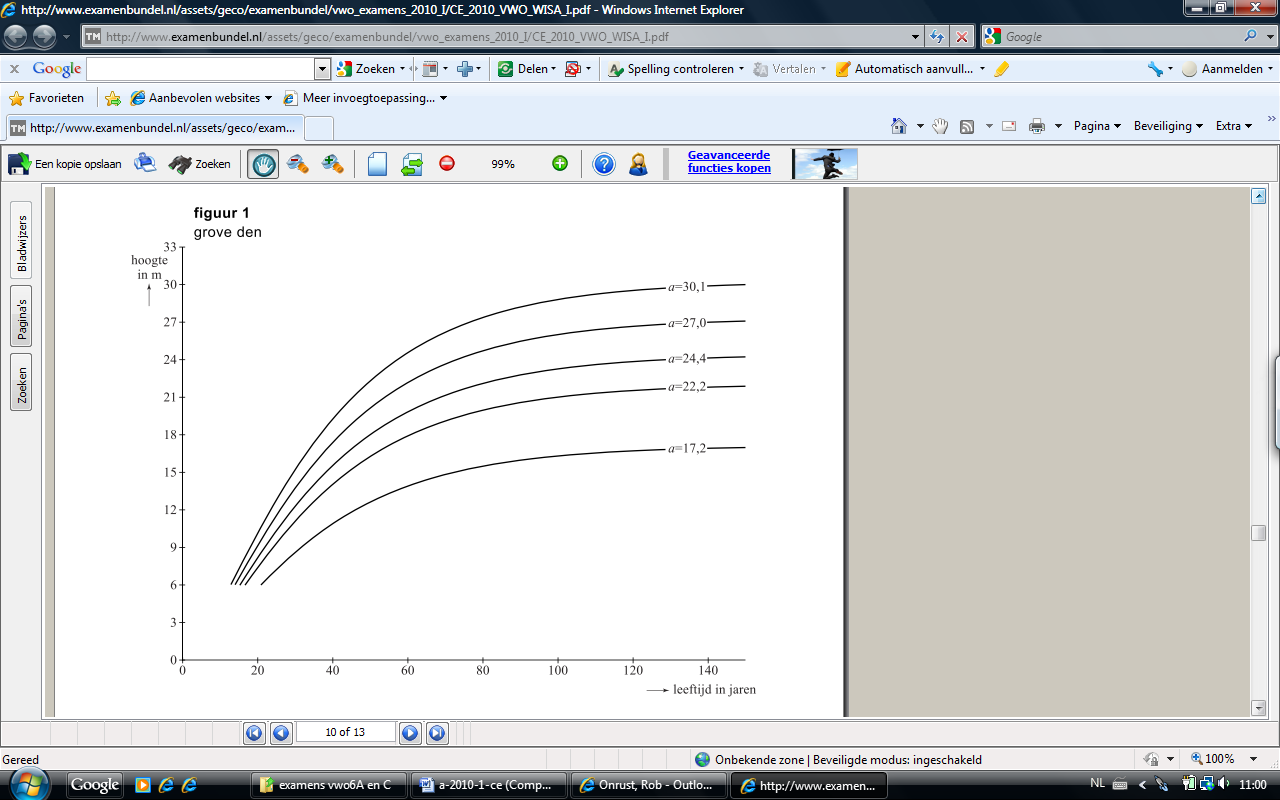 http://www.examenbundel.nl/assets/geco/examenbundel/vwo_examens_2010_I/CE_2010_VWO_WISA_I.pdf - Windows Internet Explorer
TM http://www.examenbundel.nl/assets/geco/examenbundel/vwo_examens_2010_I/CE_2010_VWO_WISA_I.pdf
Google
x Google Zoeken Delen Spelling controleren Vertalen Automatisch aanvull... Aanmelden
Favorieten Aanbevolen websites Meer invoegtoepassing...
TM http://www.examenbundel.nl/assets/geco/exam... Pagina Beveiliging Extra »
Een kopie opslaan Zoeken 99% Geavanceerde
functies kopen
Bladwijzers
Pagina's
Zoeken
figuur 1
grove den
hoogte
in m
33
30
27
24
21
18
15
12
9
6
3
0
a=30,1
a=27,0
a=24,4
a=22,2
a=17,2
0 20 40 60 80 100 120 140
leeftijd in jaren
10 of 13
Gereed Onbekende zone | Beveiligde modus: ingeschakeld 100%
Google examens vwo6A en C a-2010-1-ce (Comp... Onrust, Rob - Outlo... http://www.examen... NL 11:00